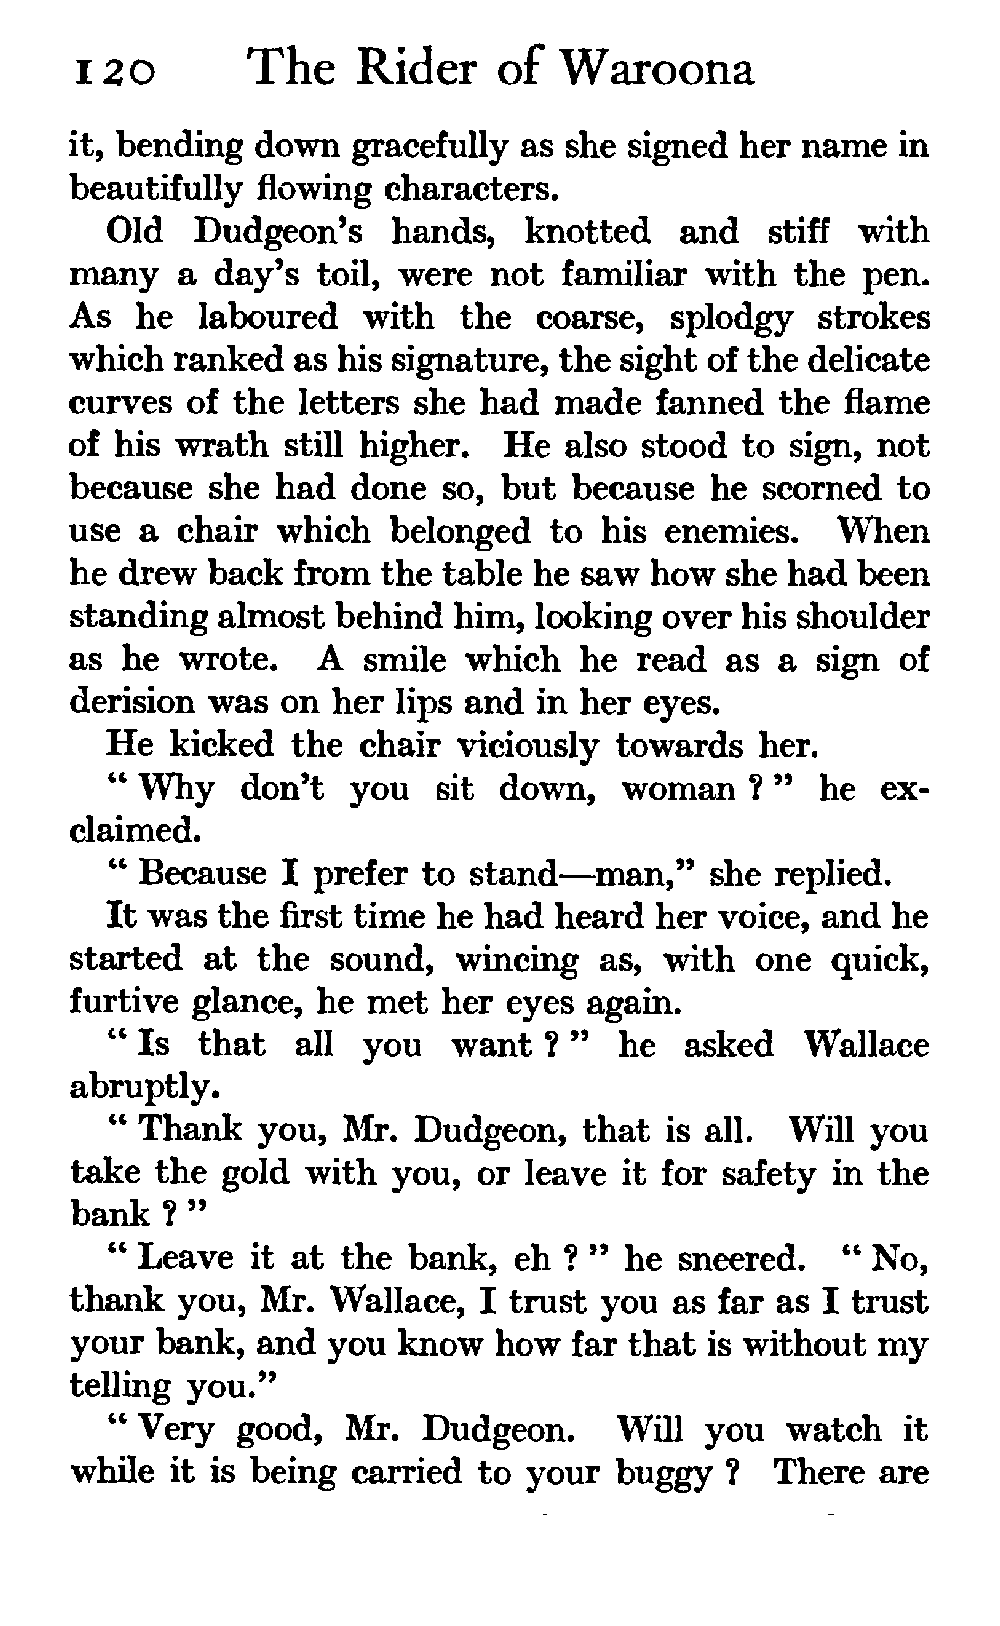 120 The Rider of Waroona
it, bending down gracefully as she signed her name in
beautifully flowing characters.
Old Dudgeon's hands, knotted and stiff with
many a day's toil, were not familiar with the pen.
As he laboured with the coarse, splodgy strokes
which ranked as his signature, the sight of the delicate
curves of the letters she had made fanned the flame
of his wrath still higher. He also stood to sign, not
because she had done so, but because he scorned to
use a chair which belonged to his enemies. When
he drew back from the table he saw how she had been
standing almost behind him, looking over his shoulder
as he wrote. A smile which he read as a sign of
derision was on her lips and in her eyes.
He kicked the chair viciously towards her.
“ Why don't you sit down, woman ? ” he ex-
claimed.
“ Because I prefer to stand—man,” she replied.
It was the first time he had heard her voice, and he
started at the sound, wincing as, with one quick,
furtive glance, he met her eyes again.
“ Is that all you want ? ” he asked Wallace
abruptly.
“ Thank you, Mr. Dudgeon, that is all. Will you
take the gold with you, or leave it for safety in the
bank ? ”
“ Leave it at the bank, eh ? ” he sneered. “ No,
thank you, Mr. Wallace, I trust you as far as I trust
your bank, and you know how far that is without my
telling you.”
“ Very good, Mr. Dudgeon. Will you watch it
while it is being carried to your buggy ? There are